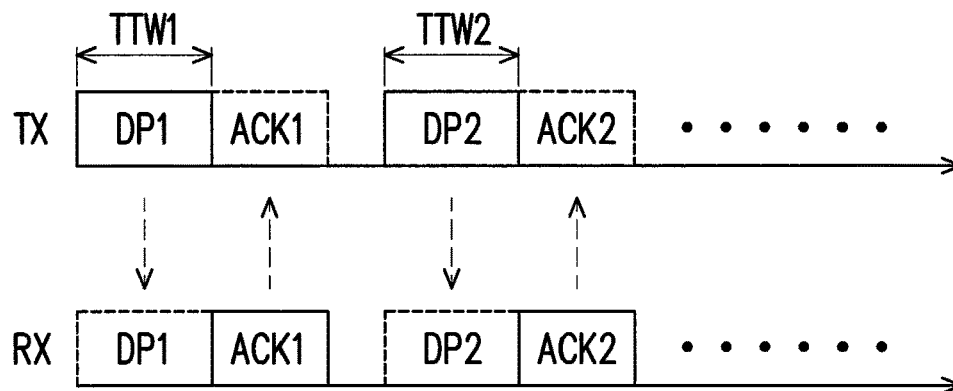 TTW1 TTW2
TX DP1 ACK1 DP2 ACK2
RX DP1 ACK1 DP2 ACK2